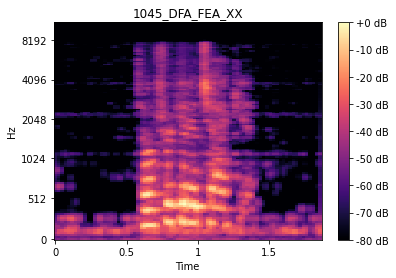 1045_DFA_FEA_XX
+0 dB
8192
-10 dB
4096
-20 dB
-30 dB
2048
-40 dB
Hz
1024
-50 dB
-60 dB
512
-70 dB
0
-80 dB
0
0.5
1
1.5
Time